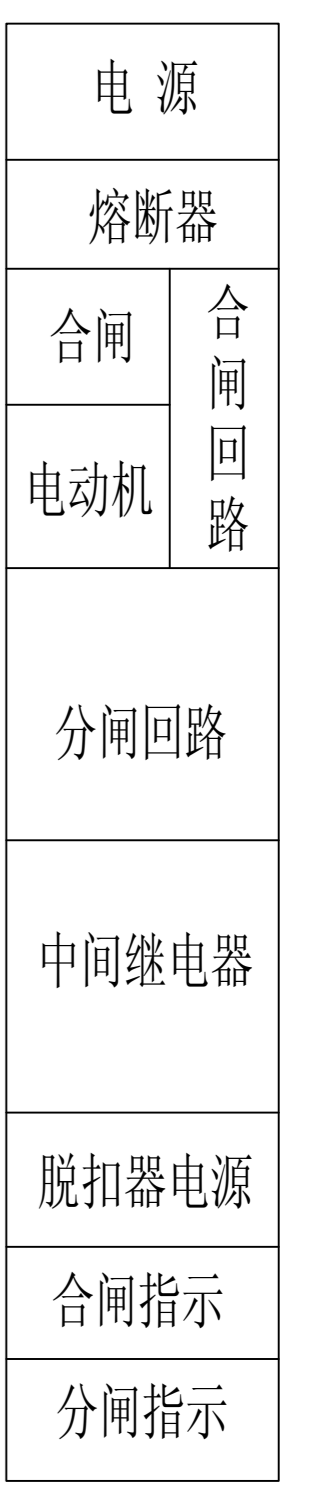 电 源
熔断器
合闸
电动机
合闸回路
分闸回路
中间继电器
脱扣器电源
合闸指示
分闸指示